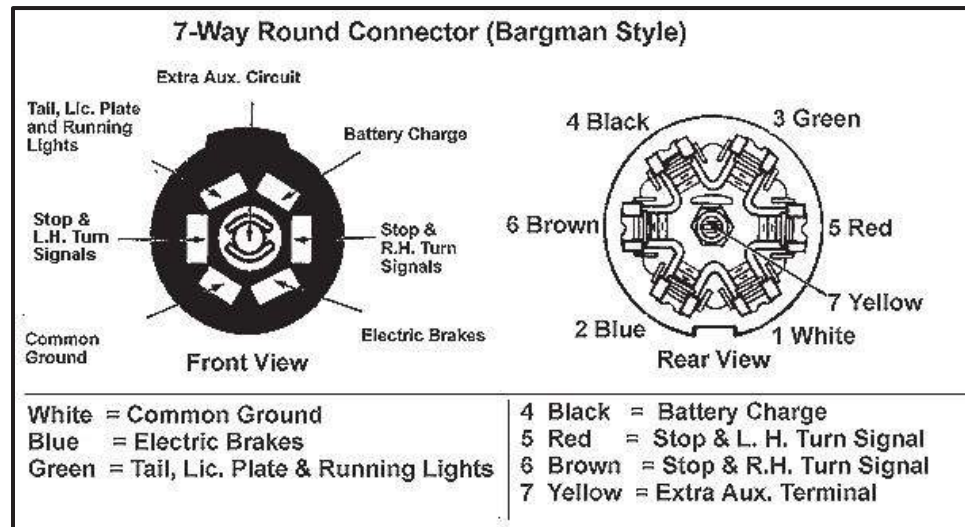 7-Way Round Connector (Bargman Style)
Extra Aux. Circuit
Tail, Lic. Plate
and Running
Lights
Battery Charge
Stop &
L.H. Turn
Signals
Stop &
R.H. Turn
Signals
Common
Ground
Electric Brakes
Front View
4 Black
3 Green
6 Brown
5 Red
7 Yellow
2 Blue
1 White
Rear View
White = Common Ground
Blue = Electric Brakes
Green = Tail, Lic. Plate & Running Lights
4 Black = Battery Charge
5 Red = Stop & L. H. Turn Signal
6 Brown = Stop & R.H. Turn Signal
7 Yellow = Extra Aux. Terminal